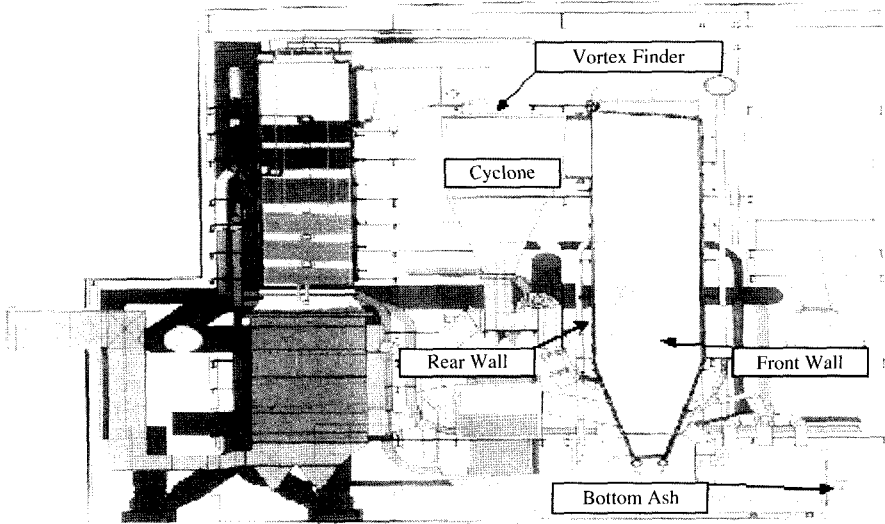 Vortex Finder
Cyclone
Rear Wall
Front Wall
Bottom Ash